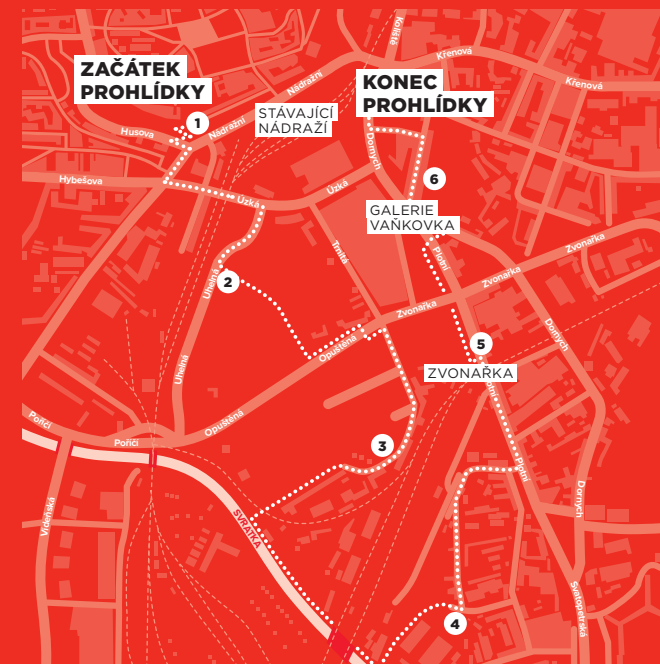 Koliště
Křenová
Křenová
ZAČÁTEK
PROHLÍDKY
KONEC
PROHLÍDKY
Nádražní
STÁVAJÍCÍ
NÁDRAŽÍ
1
Husova
Nádražní
Dornych
Hybešova
Úzká
Úzká
6
GALERIE
VAŇKOVKA
Trnitá
Plotní
Zvonařka
Zvonařka
Uhelná
2
Zvonařka
Opuštěná
5
Dornych
ZVONAŘKA
Uhelná
Plotní
Poříčí
Poříčí
Opuštěná
3
Plotní
Vídeňská
SVRATKA
Dornych
Svatopetrská
4